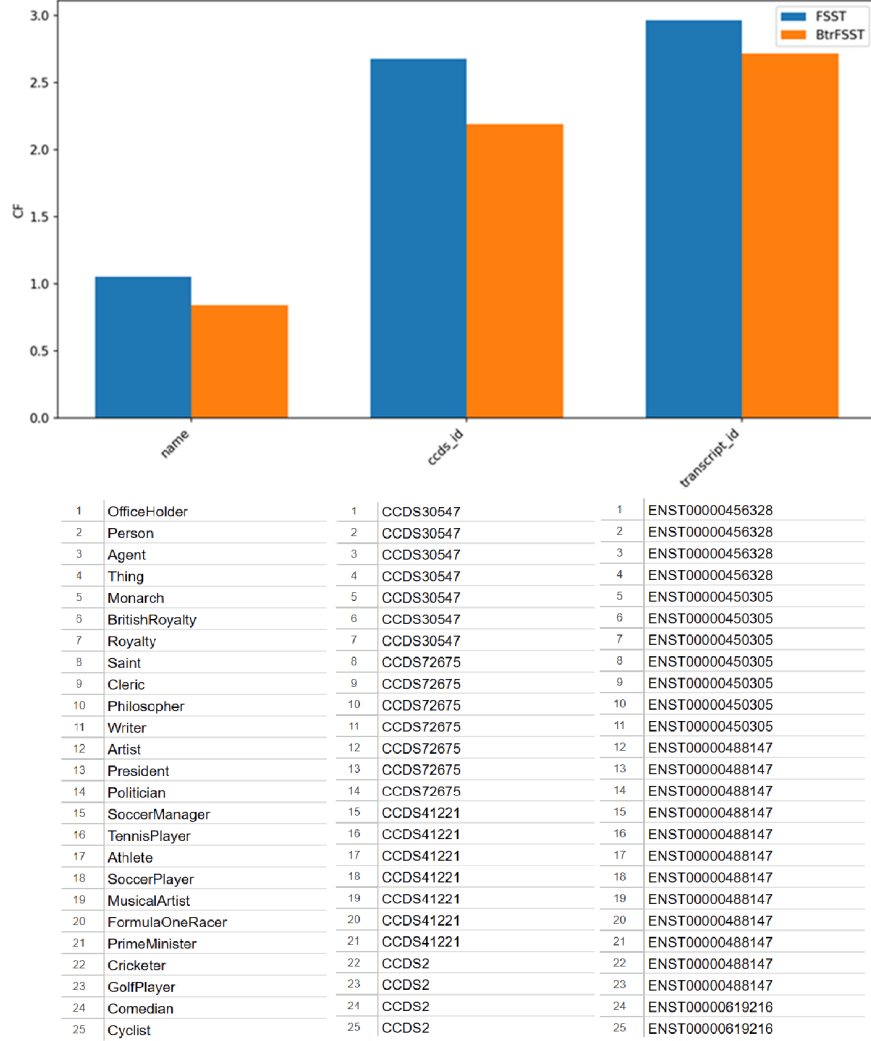 3.0
FSST
BtrFSST
2.5
2.0
CF
1.5
1.0
0.5
0.0
name
ccds_id
transcript_id
1 OfficeHolder 1 CCDS30547 1 ENST00000456328
2 Person 2 CCDS30547 2 ENST00000456328
3 Agent 3 CCDS30547 3 ENST00000456328
4 Thing 4 CCDS30547 4 ENST00000456328
5 Monarch 5 CCDS30547 5 ENST00000450305
6 BritishRoyalty 6 CCDS30547 6 ENST00000450305
7 Royalty 7 CCDS30547 7 ENST00000450305
8 Saint 8 CCDS72675 8 ENST00000450305
9 Cleric 9 CCDS72675 9 ENST00000450305
10 Philosopher 10 CCDS72675 10 ENST00000450305
11 Writer 11 CCDS72675 11 ENST00000450305
12 Artist 12 CCDS72675 12 ENST00000488147
13 President 13 CCDS72675 13 ENST00000488147
14 Politician 14 CCDS72675 14 ENST00000488147
15 SoccerManager 15 CCDS41221 15 ENST00000488147
16 TennisPlayer 16 CCDS41221 16 ENST00000488147
17 Athlete 17 CCDS41221 17 ENST00000488147
18 SoccerPlayer 18 CCDS41221 18 ENST00000488147
19 MusicalArtist 19 CCDS41221 19 ENST00000488147
20 FormulaOneRacer 20 CCDS41221 20 ENST00000488147
21 PrimeMinister 21 CCDS41221 21 ENST00000488147
22 Cricketer 22 CCDS2 22 ENST00000488147
23 GolfPlayer 23 CCDS2 23 ENST00000488147
24 Comedian 24 CCDS2 24 ENST00000619216
25 Cyclist 25 CCDS2 25 ENST00000619216